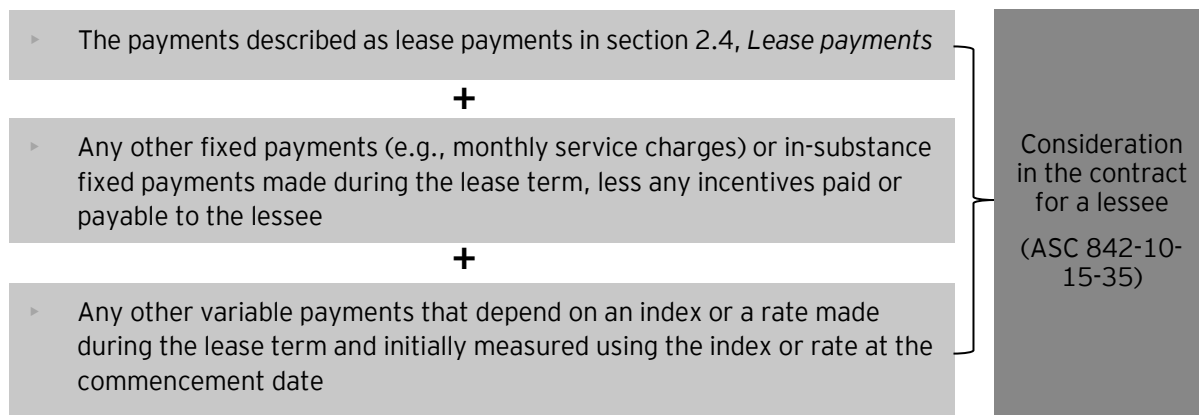 ▸ The payments described as lease payments in section 2.4, Lease payments
+
▸ Any other fixed payments (e.g., monthly service charges) or in-substance
fixed payments made during the lease term, less any incentives paid or
payable to the lessee
+
▸ Any other variable payments that depend on an index or a rate made
during the lease term and initially measured using the index or rate at the
commencement date
Consideration
in the contract
for a lessee
(ASC 842-10-
15-35)